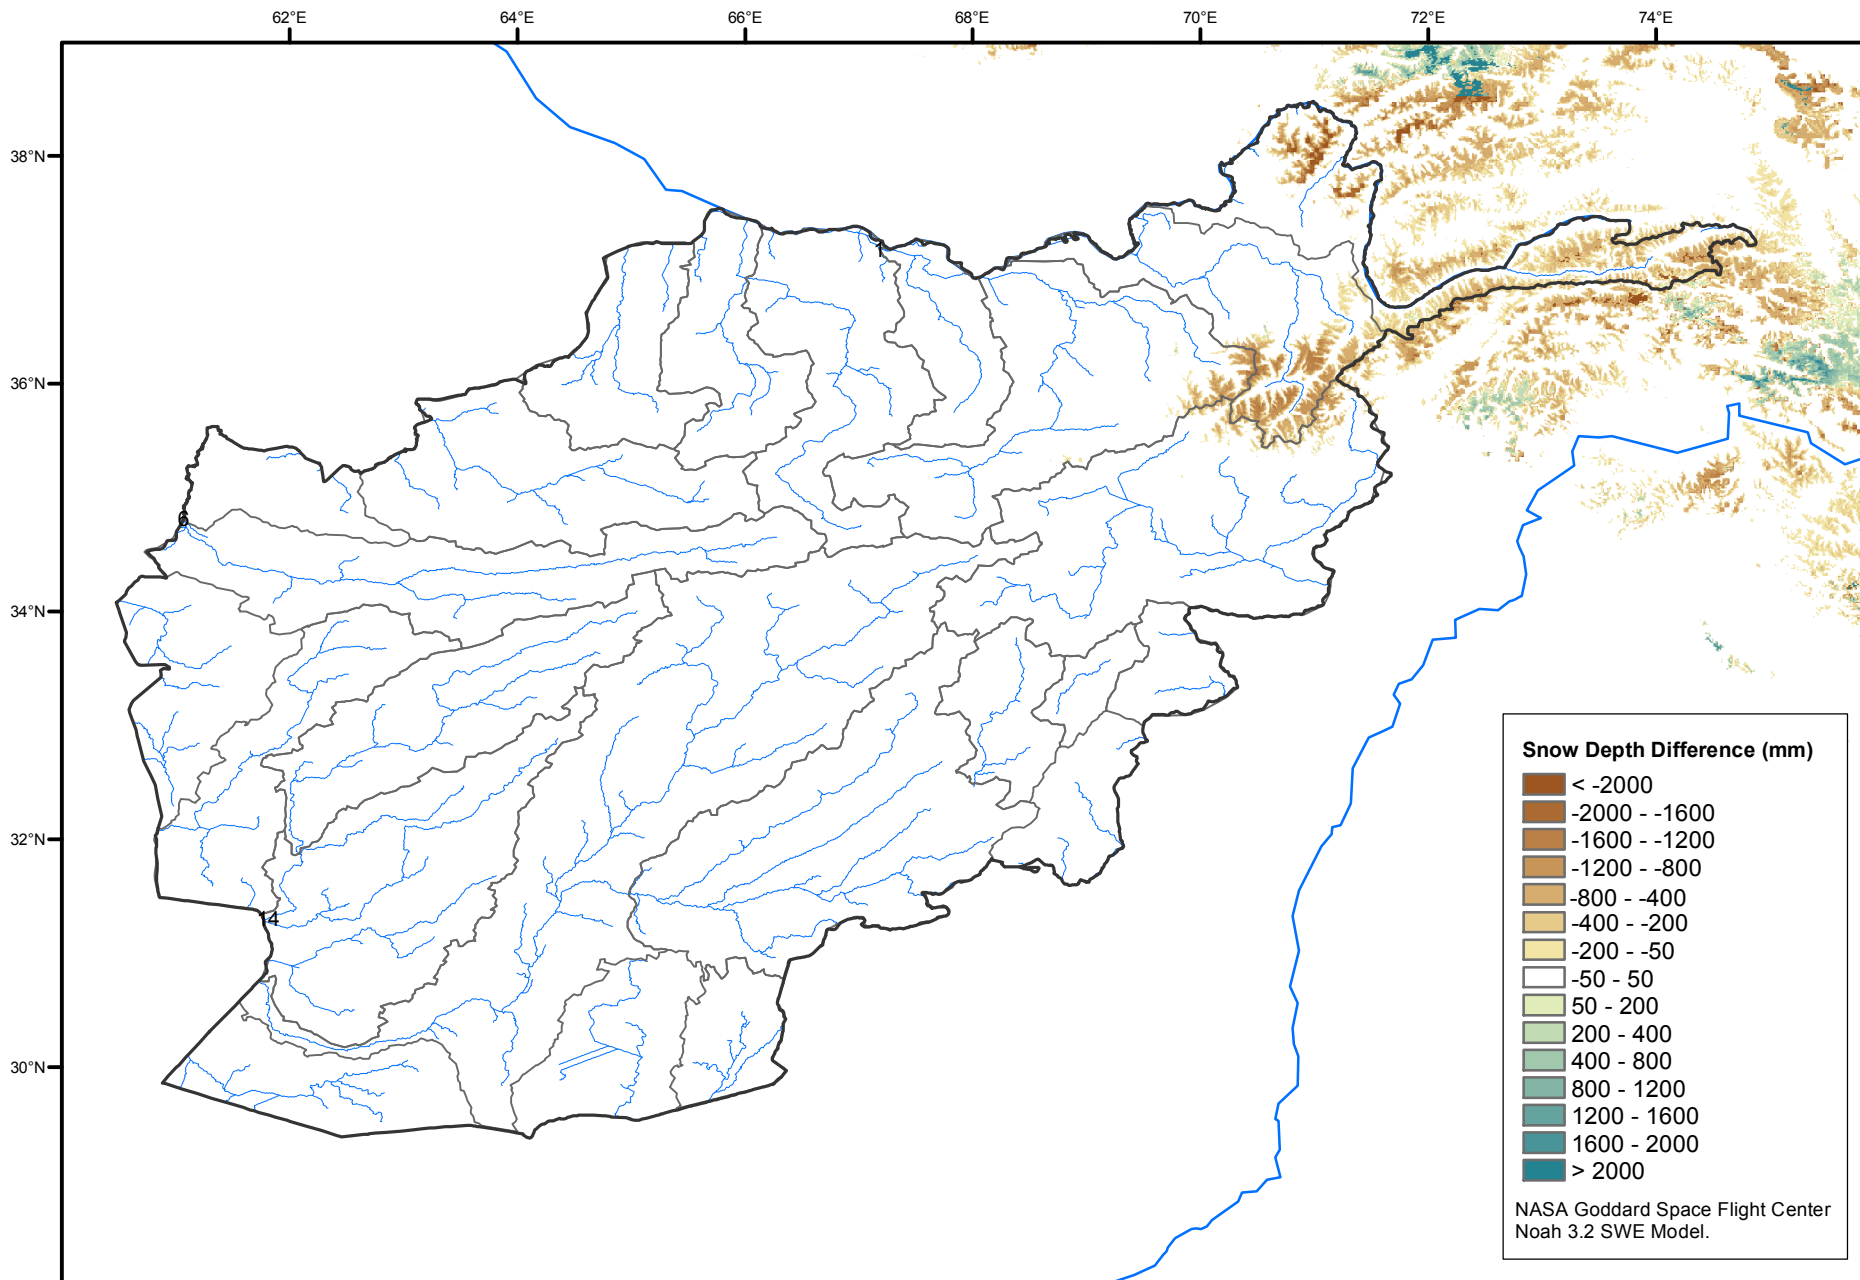 62°E 64°E 66°E 68°E 70°E 72°E 74°E
38°N
1
36°N
6
34°N
32°N
14
30°N
Snow Depth Difference (mm)
< -2000
-2000 - -1600
-1600 - -1200
-1200 - -800
-800 - -400
-400 - -200
-200 - -50
-50 - 50
50 - 200
200 - 400
400 - 800
800 - 1200
1200 - 1600
1600 - 2000
> 2000
NASA Goddard Space Flight Center
Noah 3.2 SWE Model.